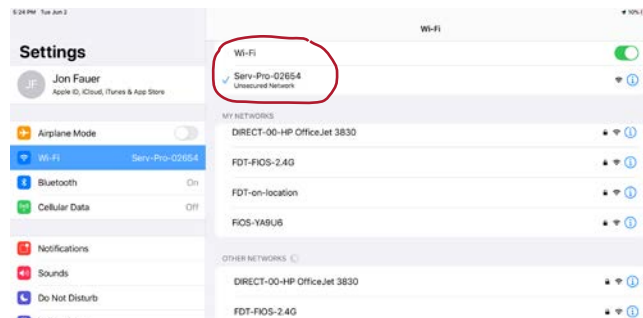 5:24 PM Tue Jun 2
10%
Settings
Wi-Fi
JF
Jon Fauer
Apple ID, iCloud, iTunes & App Store
Wi-Fi
Serv-Pro-02654
Unsecured Network
Airplane Mode
Wi-Fi Serv-Pro-02654
Bluetooth On
Cellular Data Off
Notifications
Sounds
Do Not Disturb
MY NETWORKS
DIRECT-00-HP OfficeJet 3830
FDT-FIOS-2.4G
FDT-on-location
FiOS-YA9U6
OTHER NETWORKS
DIRECT-00-HP OfficeJet 3830
FDT-FIOS-2.4G